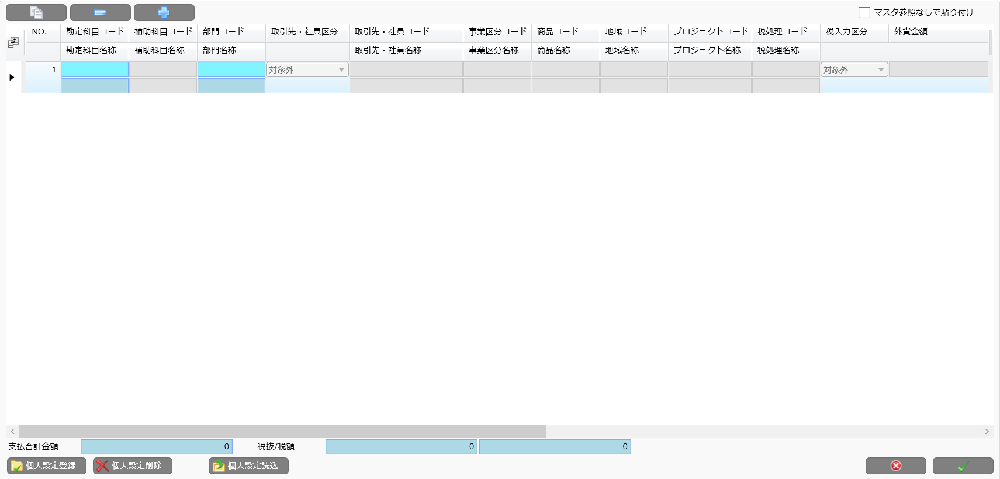 マスタ参照なしで貼り付け
NO. 勘定科目コード 補助科目コード 部門コード 取引先・社員区分 取引先・社員コード 事業区分コード 商品コード 地域コード プロジェクトコード 税処理コード 税入力区分 外貨金額
勘定科目名称 補助科目名称 部門名称 取引先・社員名称 事業区分名称 商品名称 地域名称 プロジェクト名称 税処理名称
1 対象外 対象外
支払合計金額 0 税抜/税額 0 0
個人設定登録 個人設定削除 個人設定読込